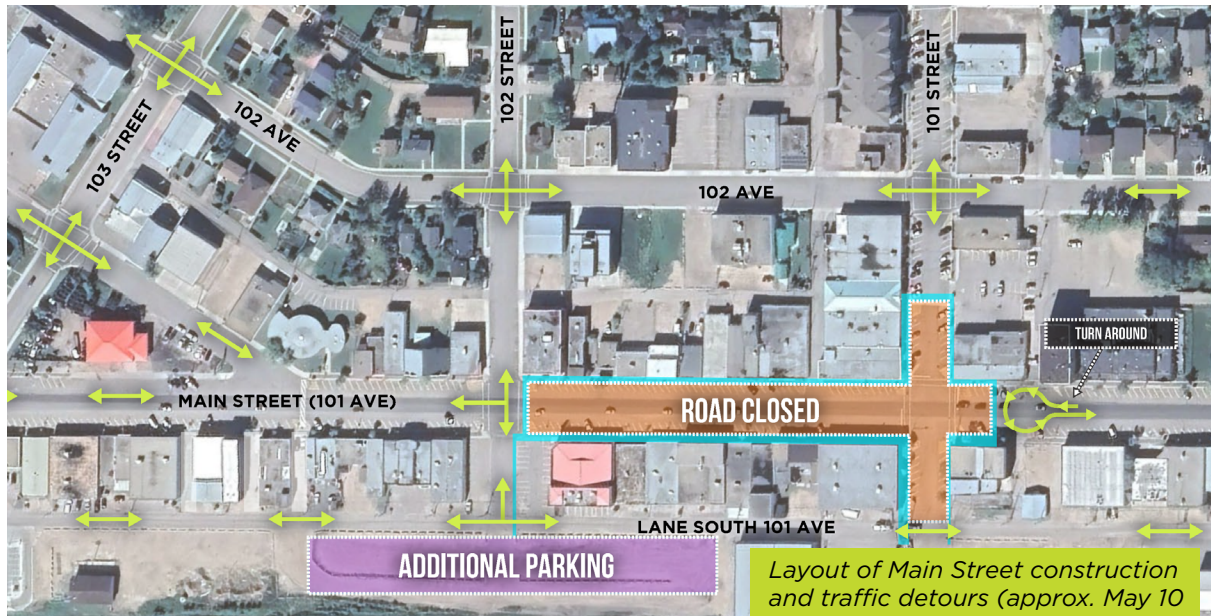 102 STREET
101 STREET
102 AVE
103 STREET
102 AVE
TURN AROUND
MAIN STREET (101 AVE)
ROAD CLOSED
LANE SOUTH 101 AVE
ADDITIONAL PARKING
Layout of Main Street construction
and traffic detours (approx. May 10